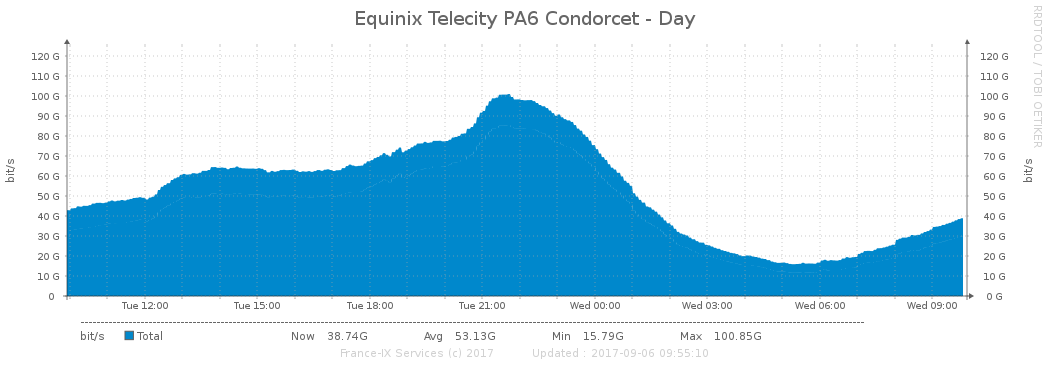 Equinix Telecity PA6 Condorcet - Day
RRDTOOL / TOBI OETIKER
bit/s
120 G
110 G
100 G
90 G
80 G
70 G
60 G
50 G
40 G
30 G
20 G
10 G
0
120 G
110 G
100 G
90 G
80 G
70 G
60 G
50 G
40 G
30 G
20 G
10 G
0 G
bit/s
Tue 12:00 Tue 15:00 Tue 18:00 Tue 21:00 Wed 00:00 Wed 03:00 Wed 06:00 Wed 09:00
bit/s Total Now 38.74G Avg 53.13G Min 15.79G Max 100.85G
France-IX Services (c) 2017 Updated : 2017-09-06 09:55:10